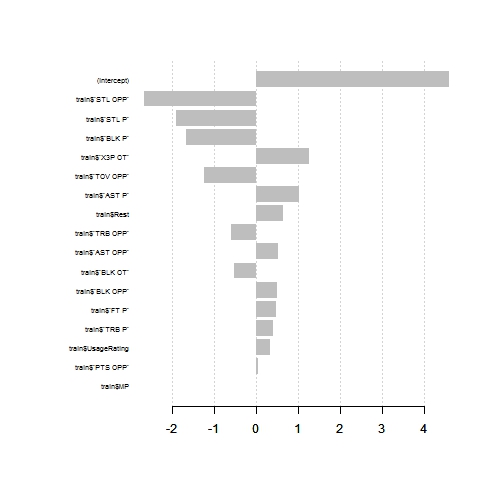 (Intercept)
train$`STL OPP`
train$`STL P`
train$`BLK P`
train$`X3P OT`
train$`TOV OPP`
train$`AST P`
train$Rest
train$`TRB OPP`
train$`AST OPP`
train$`BLK OT`
train$`BLK OPP`
train$`FT P`
train$`TRB P`
train$UsageRating
train$`PTS OPP`
train$MP
-2 -1 0 1 2 3 4